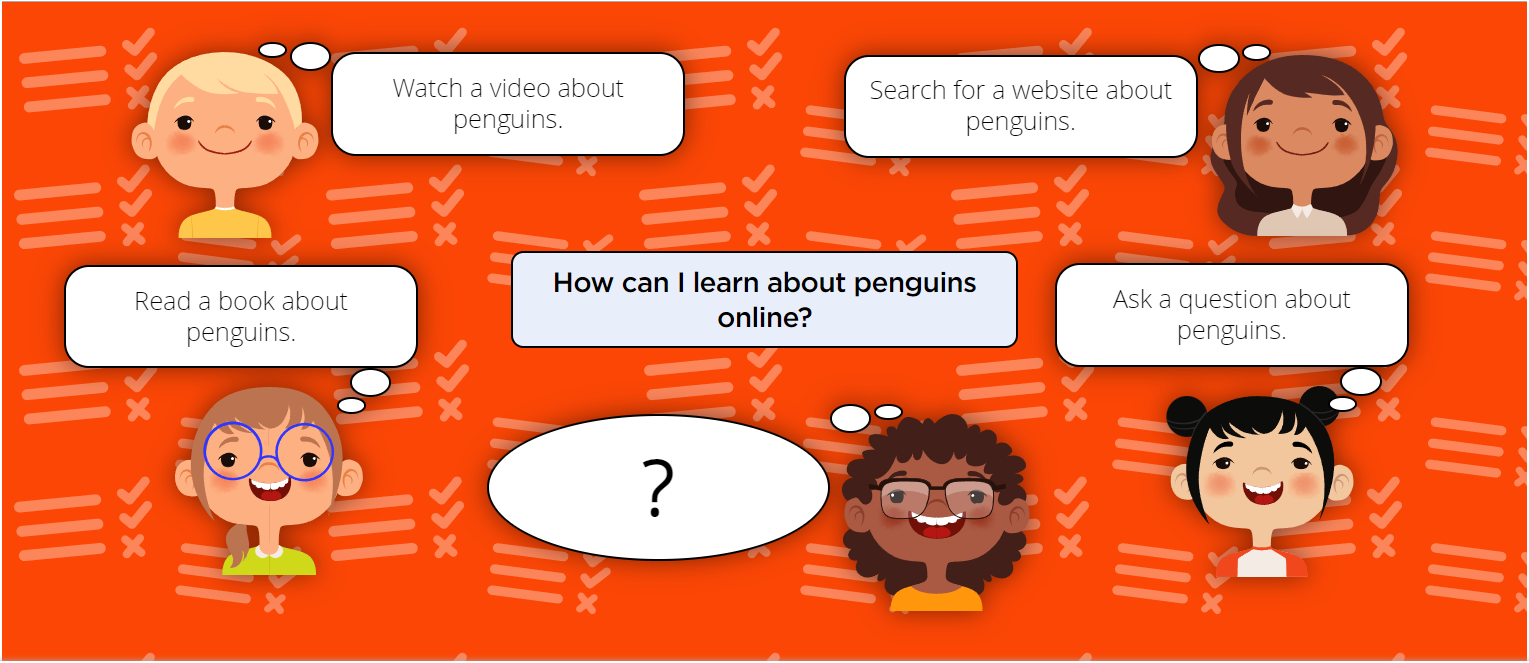 Watch a video about
penguins.
Search for a website about
penguins.
Read a book about
penguins.
How can I learn about penguins
online?
Ask a question about
penguins.
?